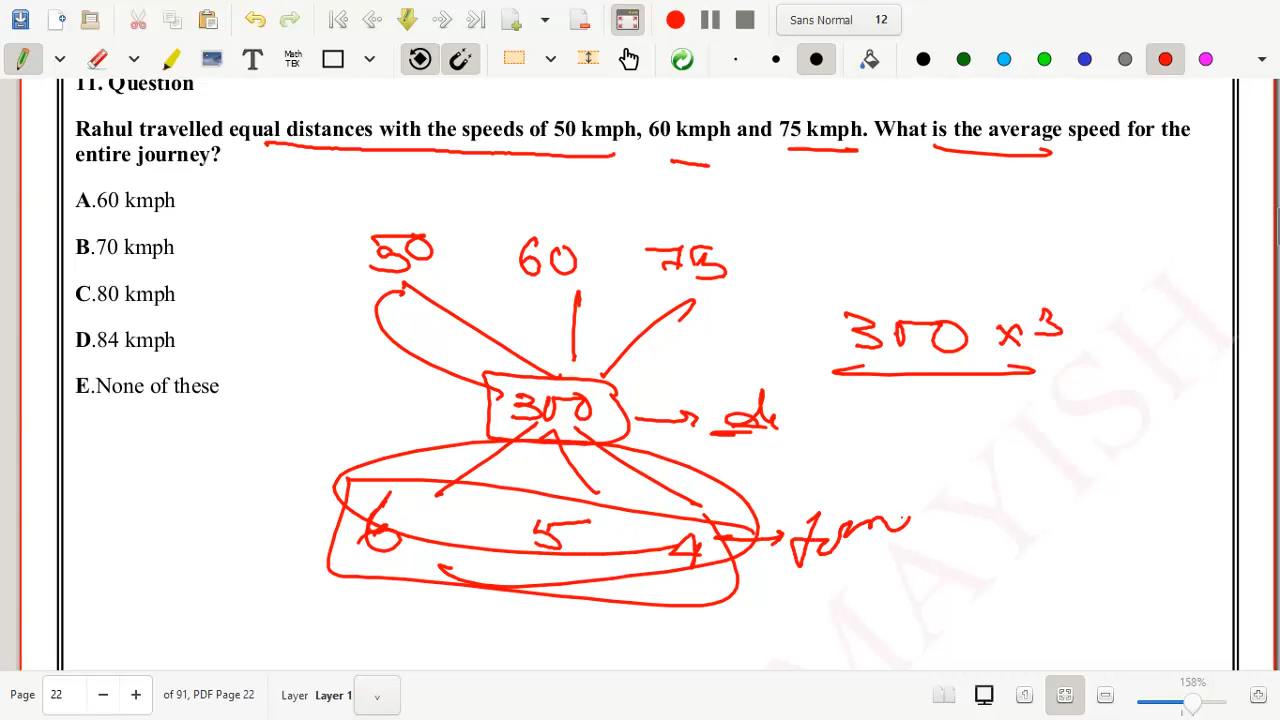 Sans Normal 12
Math
TEX
11. Question
Rahul travelled equal distances with the speeds of 50 kmph, 60 kmph and 75 kmph. What is the average speed for the
entire journey?
A.60 kmph
B.70 kmph
C.80 kmph
D.84 kmph
E.None of these
50 60 75
300 x 3
300
6 5 4
MAYISH
Page 22 of 91, PDF Page 22 Layer Layer 1 158%